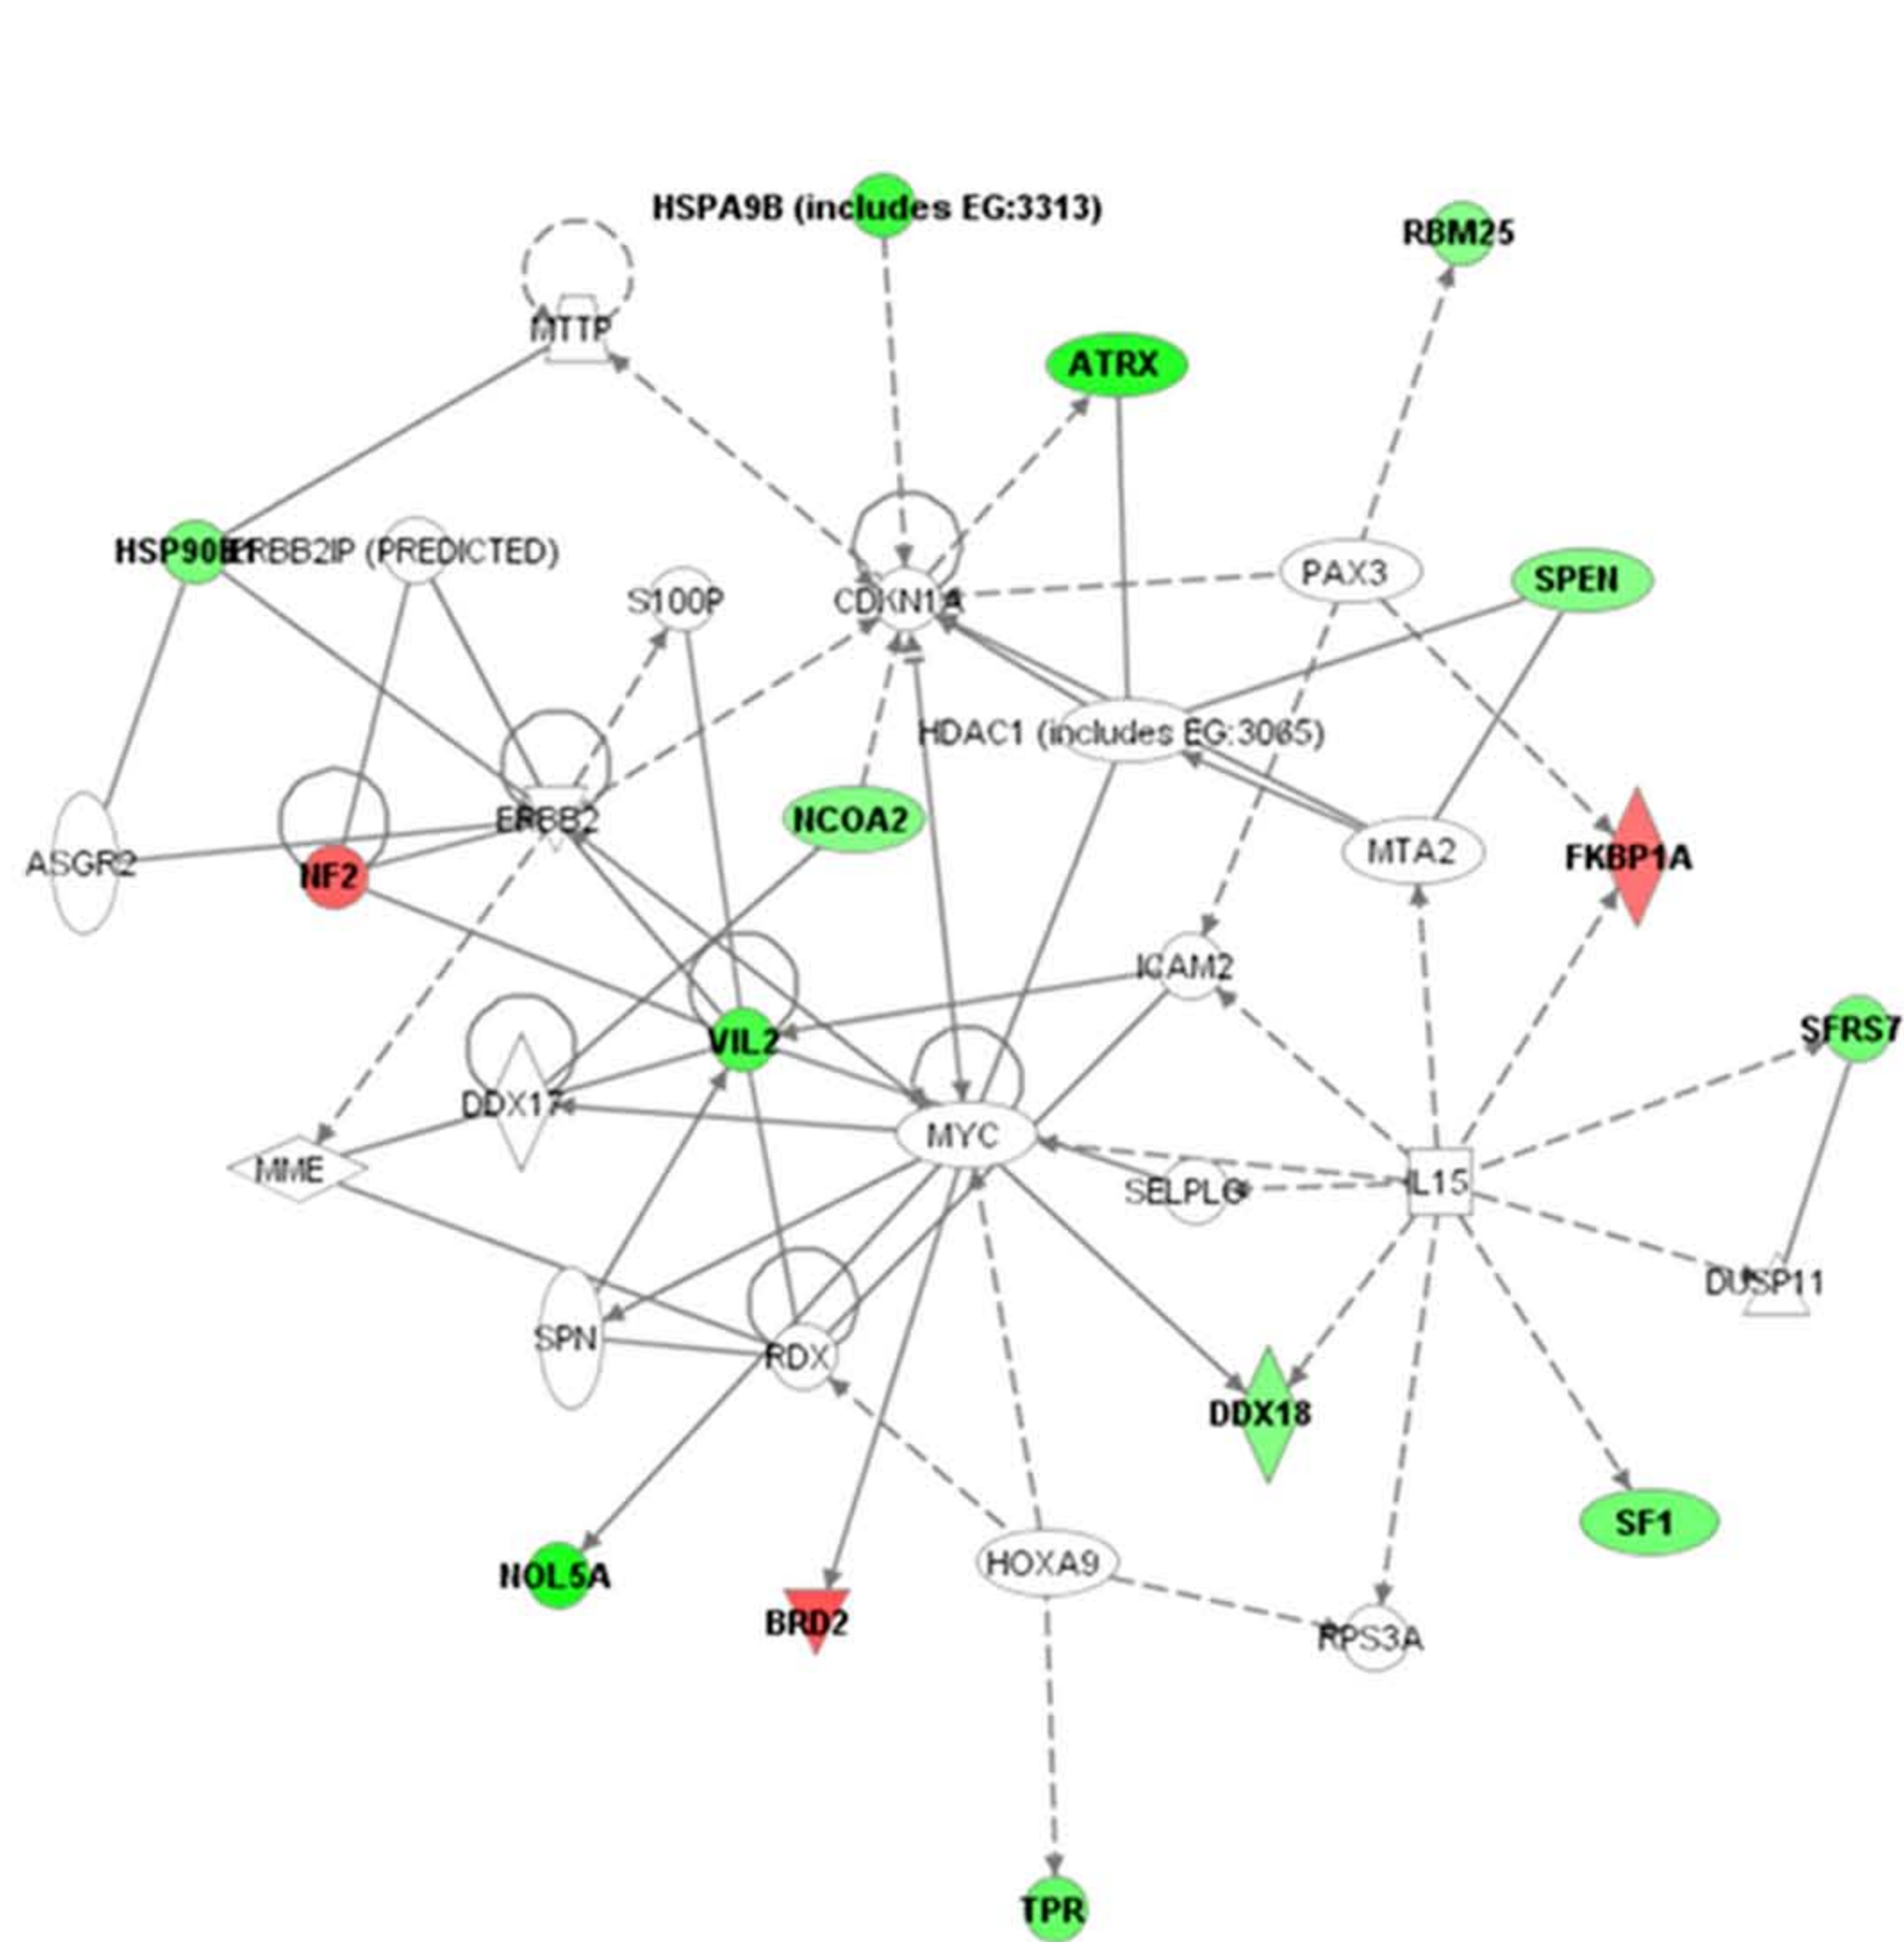 HSPA9B (includes EG:3313)
RBM25
MTTP
ATRX
HSP90B1
ERBB2IP (PREDICTED)
S100P
CDKN1A
PAX3
SPEN
HDAC1 (includes EG:3065)
ERBB2
NCOA2
MTA2
FKBP1A
ASGR2
NF2
ICAM2
SFRS7
VIL2
DDX17
MYC
MME
SELPLG
IL15
DUSP11
SPN
RDX
DDX18
SF1
NOL5A
HOXA9
BRD2
RPS3A
TPR